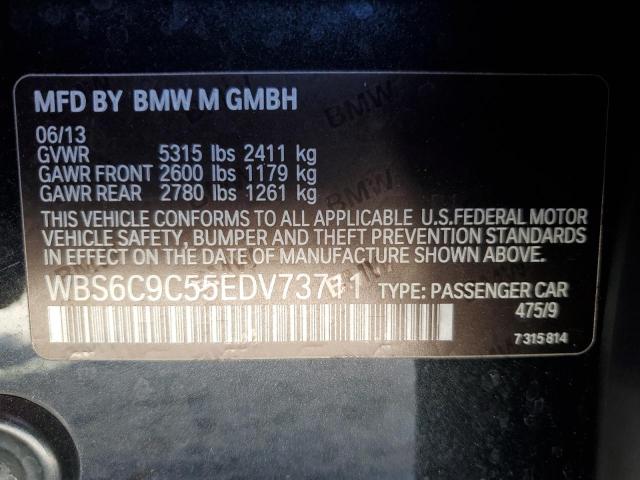 MFD BY BMW M GMBH
06/13
GVWR 5315 lbs 2411 kg
GAWR FRONT 2600 lbs 1179 kg
GAWR REAR 2780 lbs 1261 kg
THIS VEHICLE CONFORMS TO ALL APPLICABLE U.S.FEDERAL MOTOR
VEHICLE SAFETY, BUMPER AND THEFT PREVENTION STANDARDS
IN EFFECT ON THE DATE OF MANUFACTURE SHOWN ABOVE.
WBS6C9C55EDV73711 TYPE: PASSENGER CAR
475/9
7315814